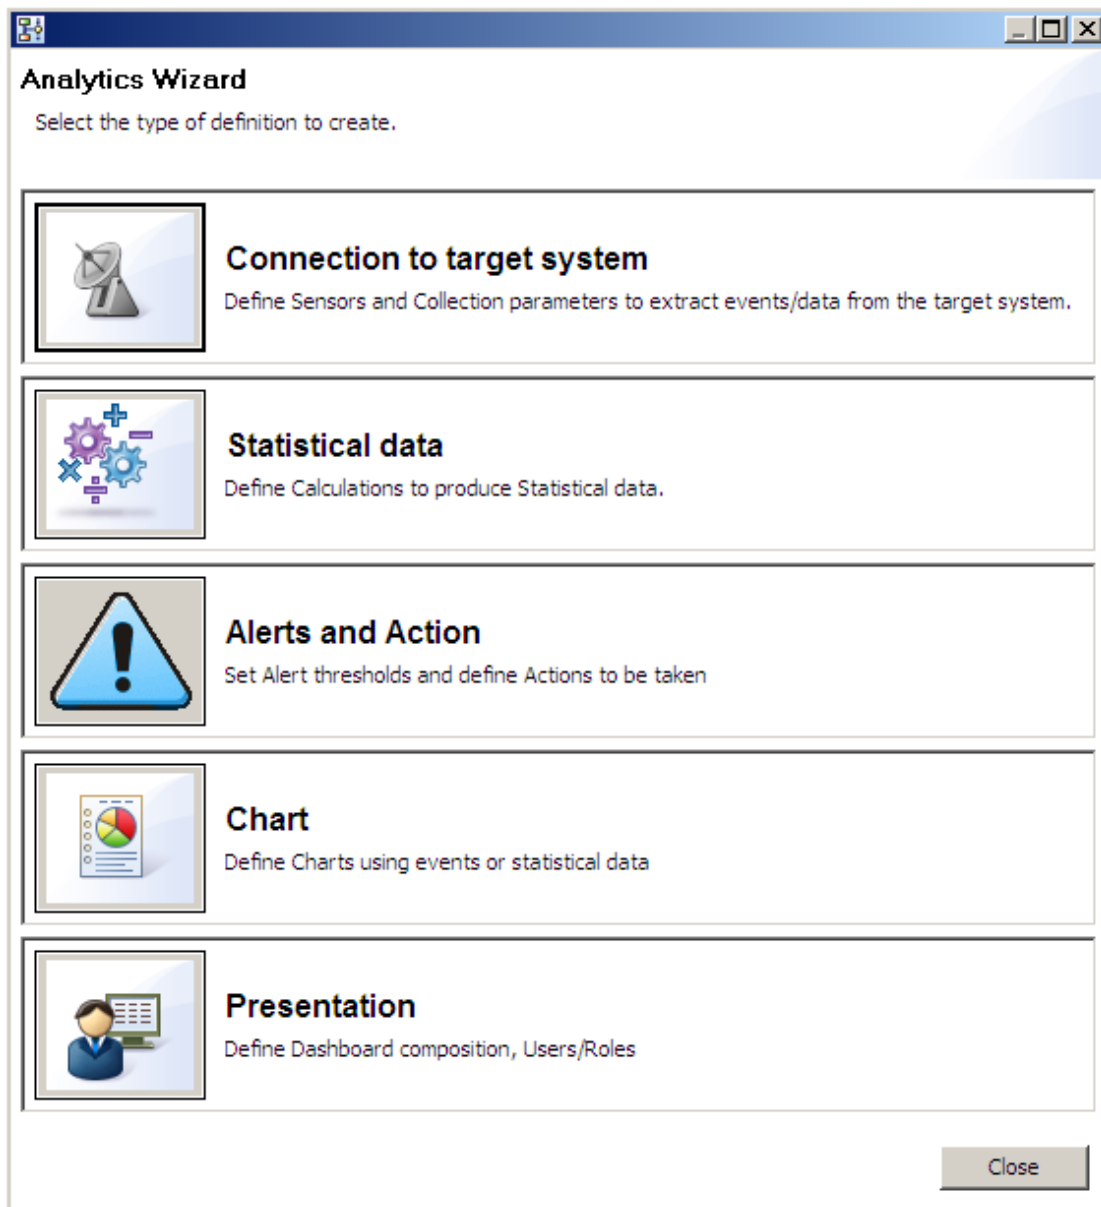 Analytics Wizard
Select the type of definition to create.
Connection to target system
Define Sensors and Collection parameters to extract events/data from the target system.
Statistical data
Define Calculations to produce Statistical data.
Alerts and Action
Set Alert thresholds and define Actions to be taken
Chart
Define Charts using events or statistical data
Presentation
Define Dashboard composition, Users/Roles
Close